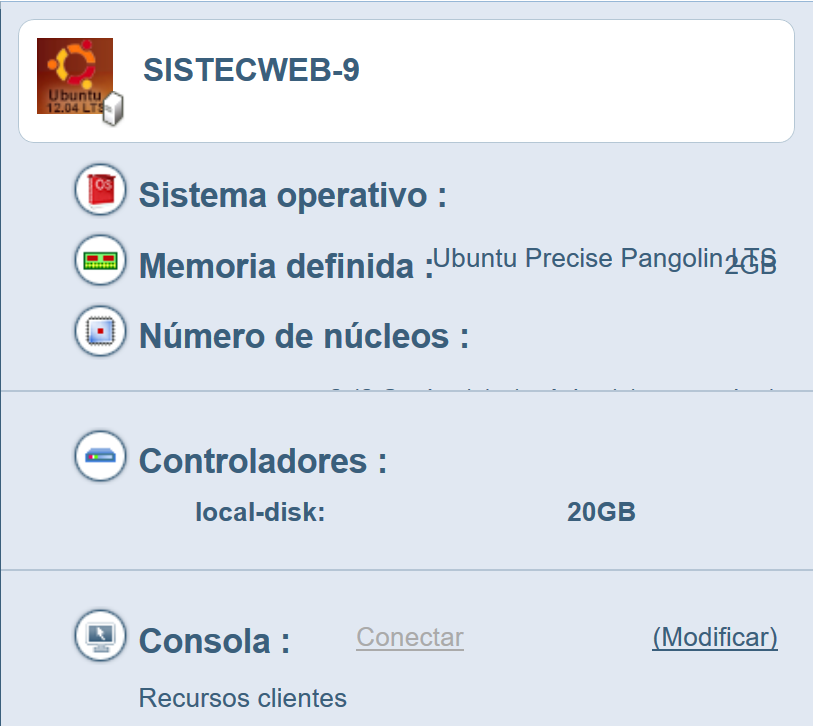 Ubuntu
12.04 LTS
SISTECWEB-9
OS
Sistema operativo :
Ubuntu Precise Pangolin LTS
Memoria definida :
2GB
Número de núcleos :
Controladores :
local-disk: 20GB
Consola : Conectar (Modificar)
Recursos clientes